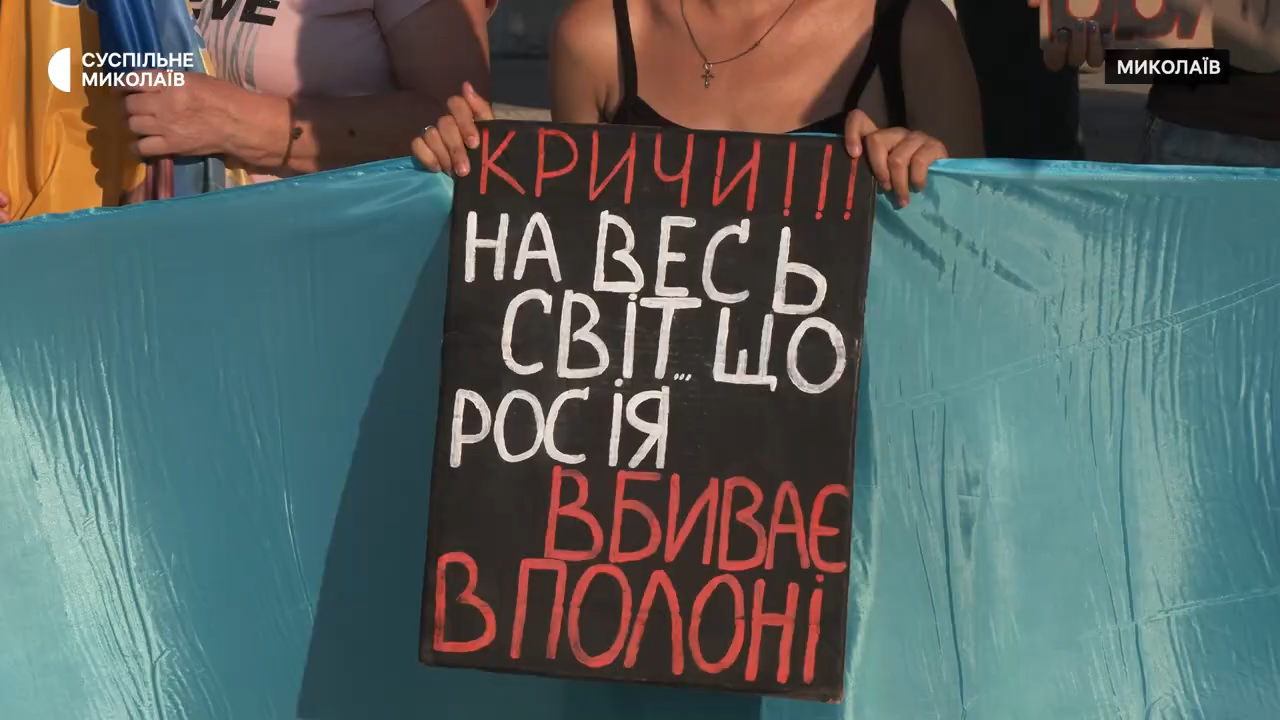 СУСПІЛЬНЕ
МИКОЛАЇВ
МИКОЛАЇВ
КРИЧИ!!!
НА ВЕСЬ
СВІТ... ЩО
РОСІЯ
ВБИВАЄ
В ПОЛОНІ